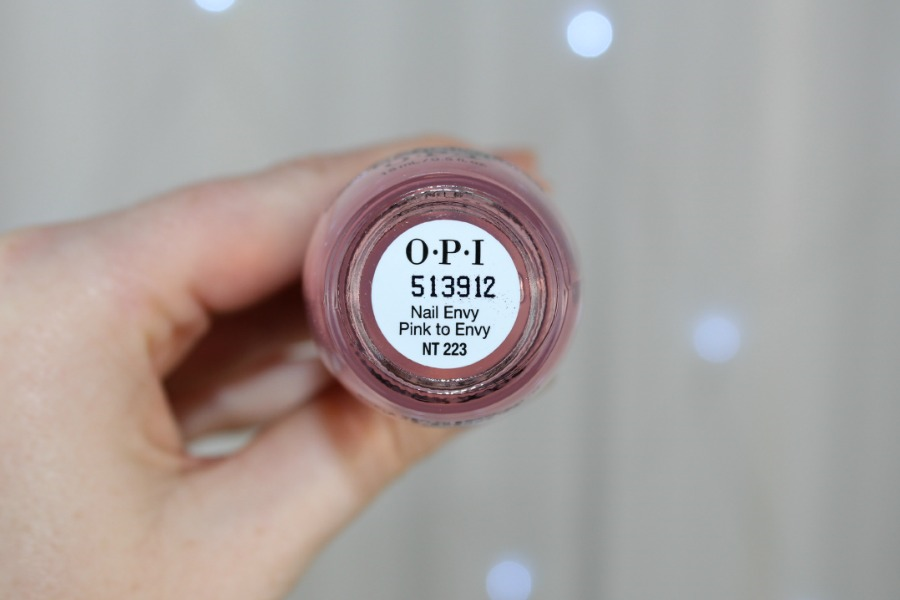 O·P·I
513912
Nail Envy
Pink to Envy
NT 223